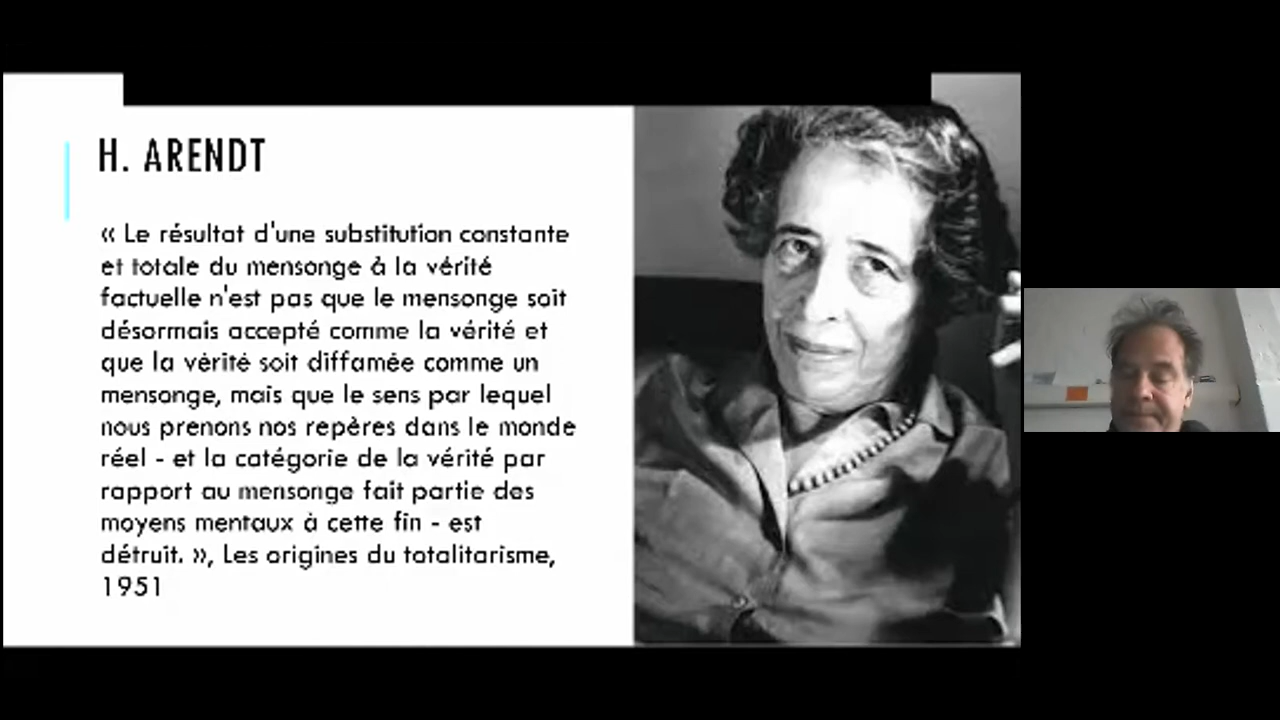 H. ARENDT
« Le résultat d'une substitution constante
et totale du mensonge à la vérité
factuelle n'est pas que le mensonge soit
désormais accepté comme la vérité et
que la vérité soit diffamée comme un
mensonge, mais que le sens par lequel
nous prenons nos repères dans le monde
réel - et la catégorie de la vérité par
rapport au mensonge fait partie des
moyens mentaux à cette fin - est
détruit. », Les origines du totalitarisme,
1951